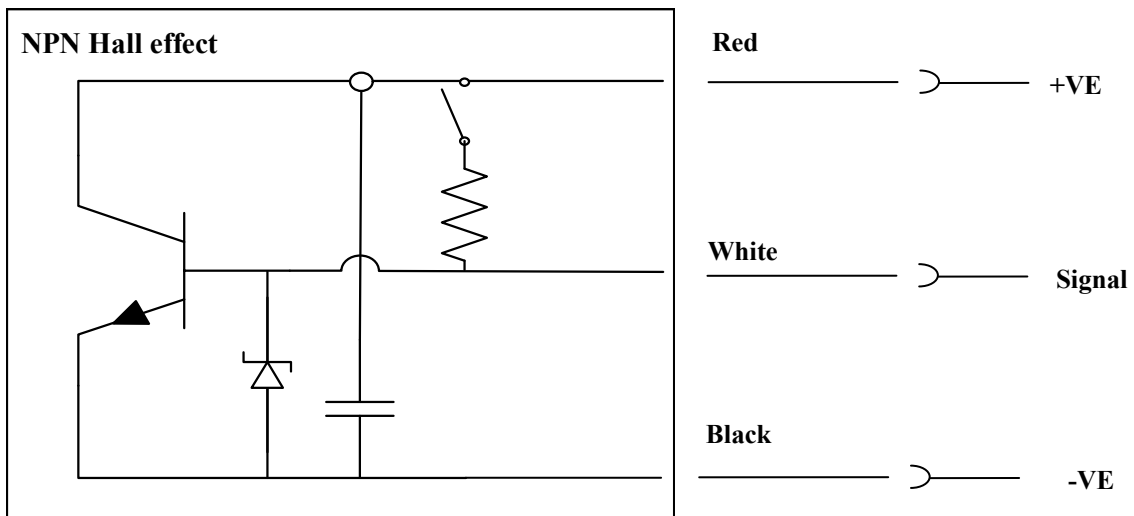 NPN Hall effect
Red
+VE
White
Signal
Black
-VE